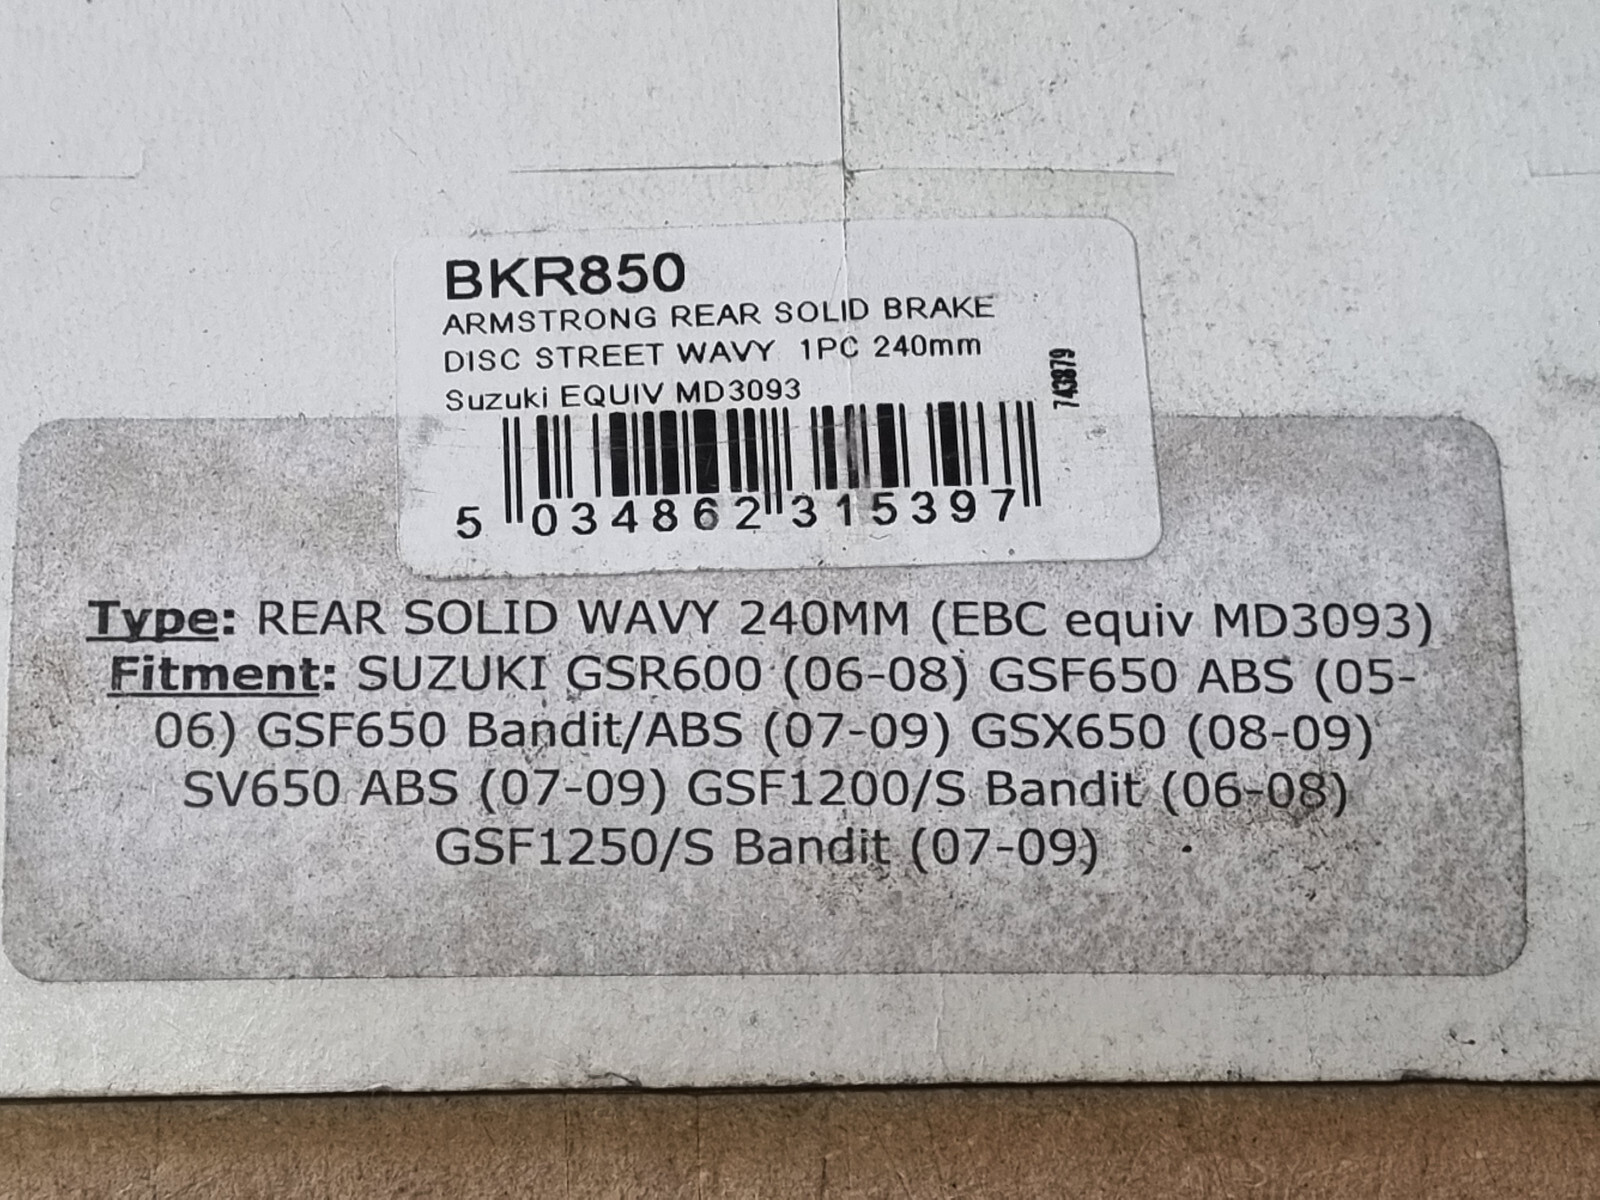 BKR850
ARMSTRONG REAR SOLID BRAKE
DISC STREET WAVY 1PC 240mm
Suzuki EQUIV MD3093
743879
5 034862 315397
Type: REAR SOLID WAVY 240MM (EBC equiv MD3093)
Fitment: SUZUKI GSR600 (06-08) GSF650 ABS (05-
06) GSF650 Bandit/ABS (07-09) GSX650 (08-09)
SV650 ABS (07-09) GSF1200/S Bandit (06-08)
GSF1250/S Bandit (07-09)